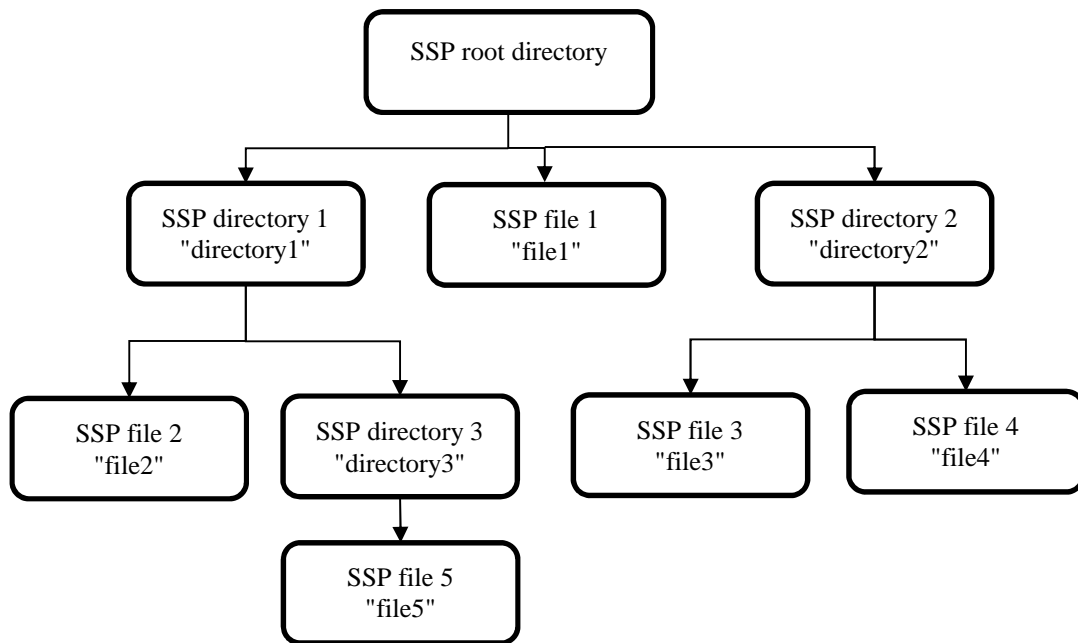 SSP root directory
SSP directory 1
"directory1"
SSP file 1
"file1"
SSP directory 2
"directory2"
SSP file 2
"file2"
SSP directory 3
"directory3"
SSP file 3
"file3"
SSP file 4
"file4"
SSP file 5
"file5"